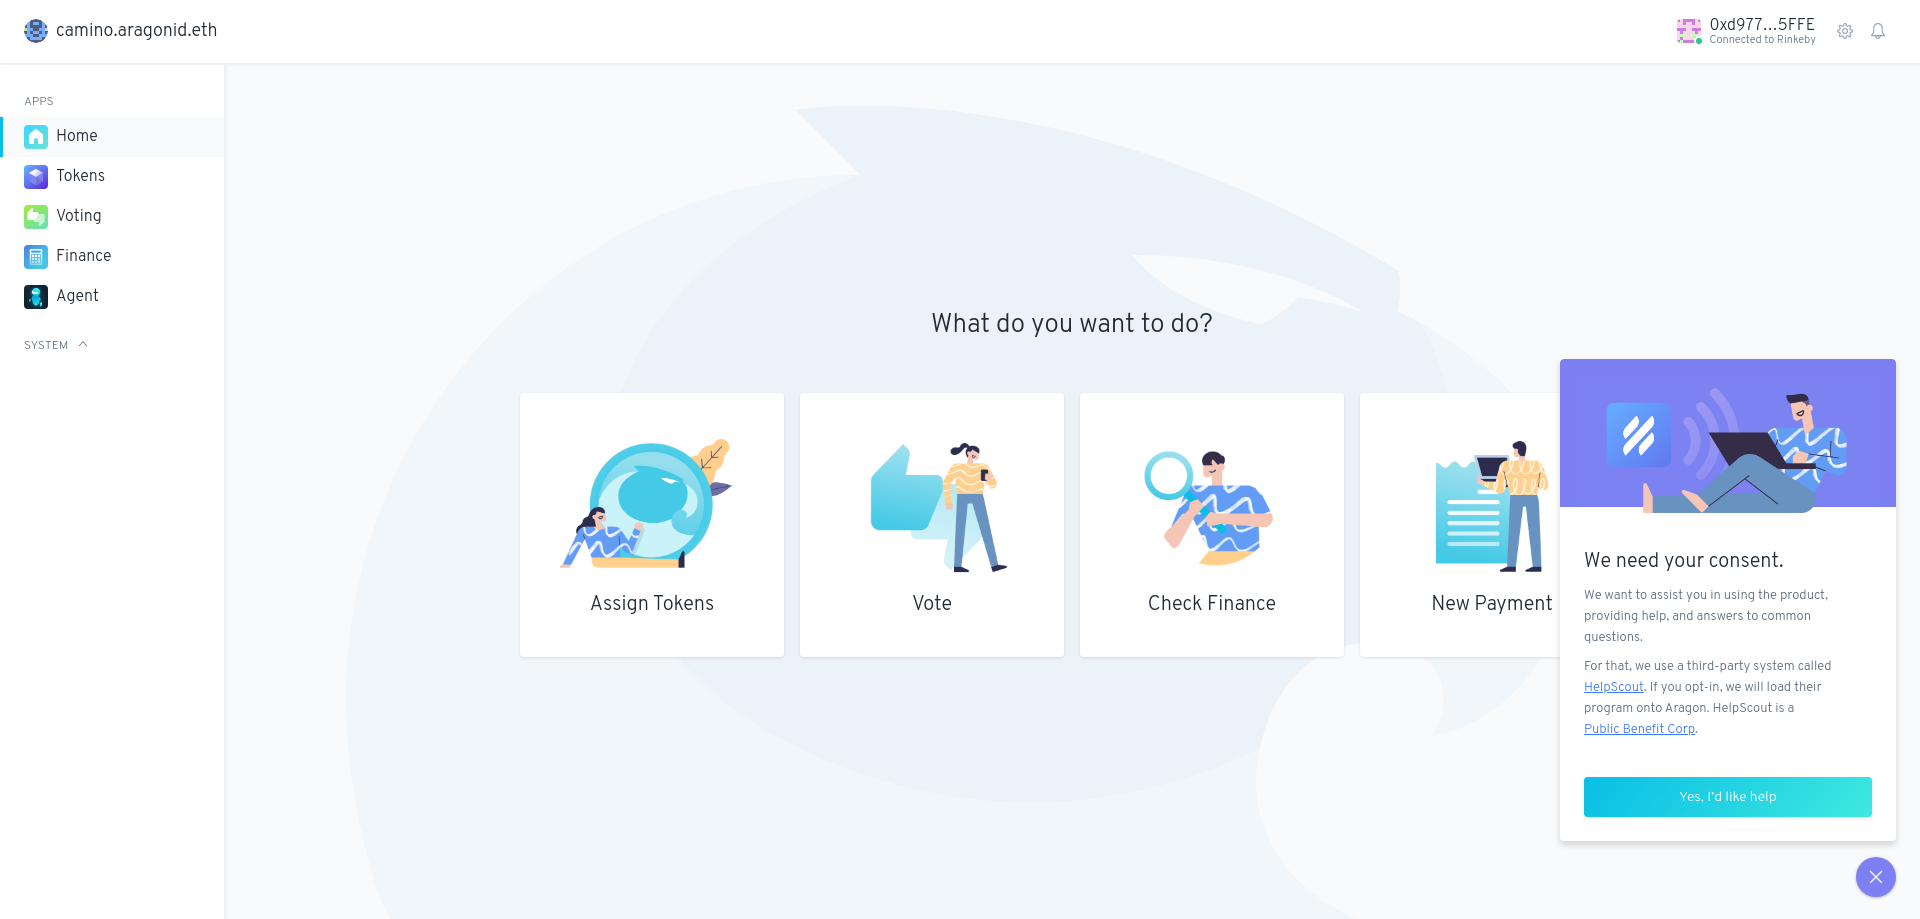 camino.aragonid.eth
0xd977…5FFE
Connected to Rinkeby
APPS
Home
Tokens
Voting
Finance
Agent
SYSTEM
What do you want to do?
Assign Tokens
Vote
Check Finance
New Payment
We need your consent.
We want to assist you in using the product,
providing help, and answers to common
questions.
For that, we use a third-party system called
HelpScout. If you opt-in, we will load their
program onto Aragon. HelpScout is a
Public Benefit Corp.
Yes, I'd like help